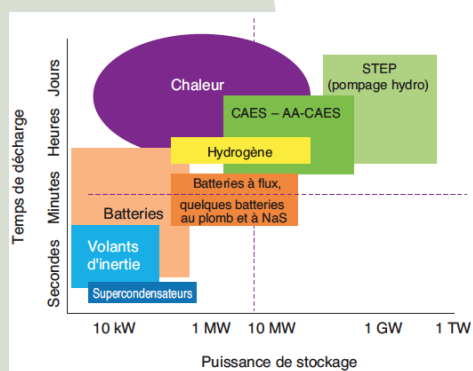 Temps de décharge
Jours
Heures
Minutes
Secondes
Chaleur
STEP
(pompage hydro)
CAES – AA-CAES
Hydrogène
Batteries à flux,
quelques batteries
au plomb et à NaS
Batteries
Volants
d'inertie
Supercondensateurs
10 kW
1 MW
10 MW
1 GW
1 TW
Puissance de stockage